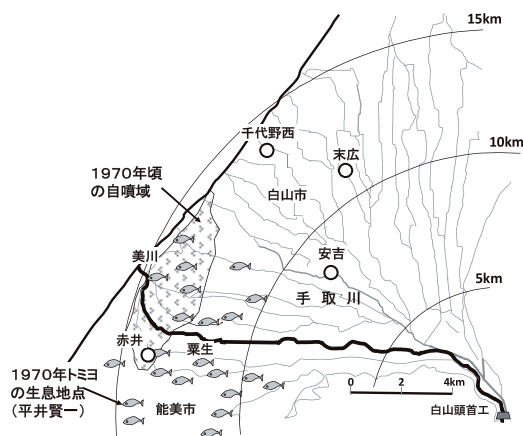 15km
千代野西
末広
10km
1970年頃
の自噴域
白山市
美川
安吉
5km
手取川
赤井
粟生
1970年トミヨ
の生息地点
(平井賢一)
能美市
0 2 4km
白山頭首工